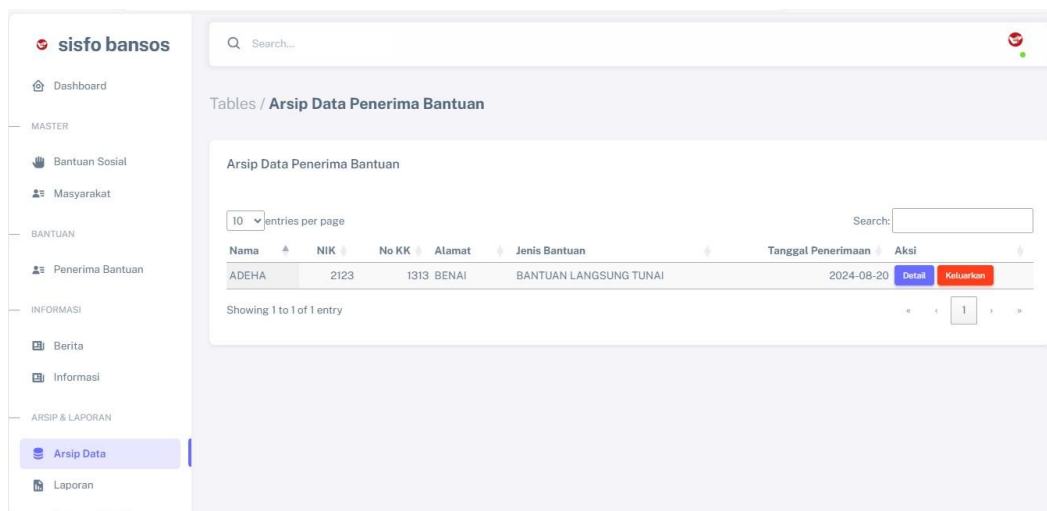 sisfo bansos
Dashboard
MASTER
Bantuan Sosial
Masyarakat
BANTUAN
Penerima Bantuan
INFORMASI
Berita
Informasi
ARSIP & LAPORAN
Arsip Data
Laporan
Search...
Tables / Arsip Data Penerima Bantuan
Arsip Data Penerima Bantuan
10 entries per page Search:
Nama NIK No KK Alamat Jenis Bantuan Tanggal Penerimaan Aksi
ADEHA 2123 1313 BENAI BANTUAN LANGSUNG TUNAI 2024-08-20 Detail Keluarkan
Showing 1 to 1 of 1 entry « ‹ 1 › »